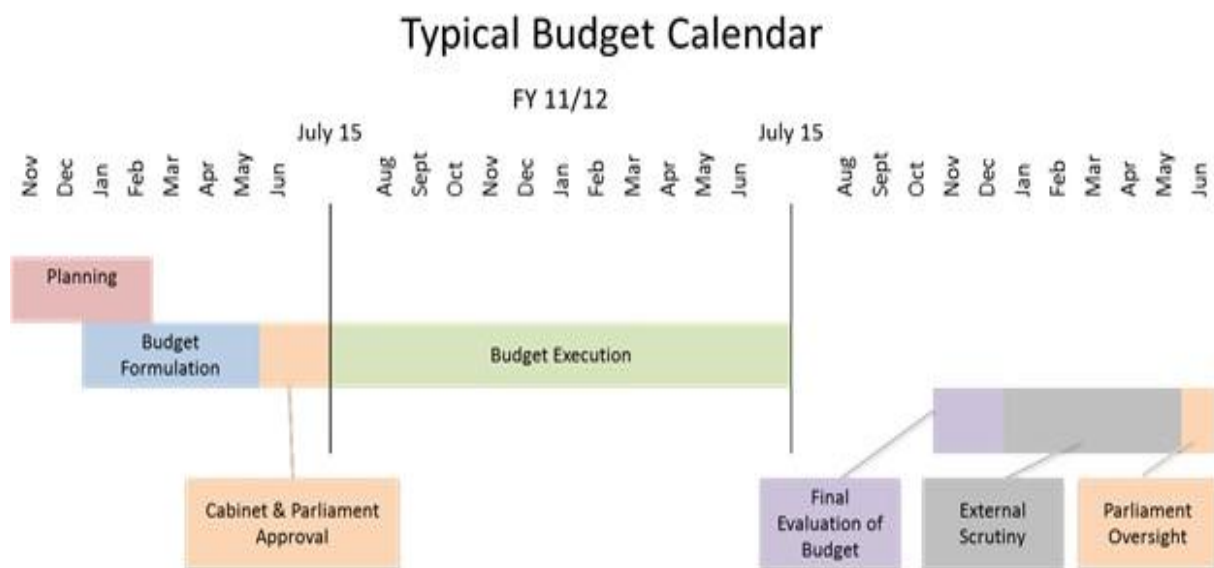 Typical Budget Calendar
FY 11/12
July 15
July 15
Nov
Dec
Jan
Feb
Mar
Apr
May
Jun
Aug
Sept
Oct
Nov
Dec
Jan
Feb
Mar
Apr
May
Jun
Aug
Sept
Oct
Nov
Dec
Jan
Feb
Mar
Apr
May
Jun
Planning
Budget
Formulation
Budget Execution
Cabinet & Parliament
Approval
Final
Evaluation of
Budget
External
Scrutiny
Parliament
Oversight